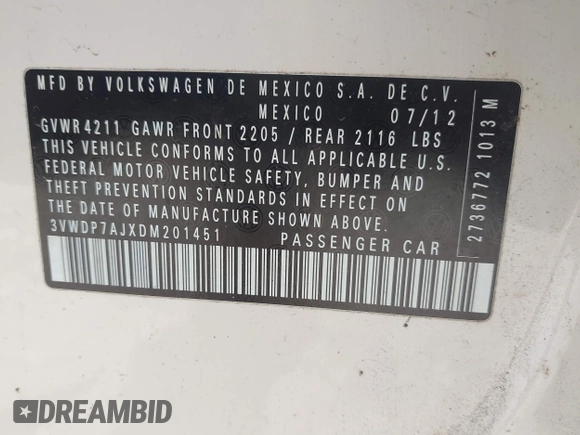 MFD BY VOLKSWAGEN DE MEXICO S.A. DE C.V.
MEXICO 07/12
GVWR 4211 GAWR FRONT 2205 / REAR 2116 LBS
THIS VEHICLE CONFORMS TO ALL APPLICABLE U.S.
FEDERAL MOTOR VEHICLE SAFETY, BUMPER AND
THEFT PREVENTION STANDARDS IN EFFECT ON
THE DATE OF MANUFACTURE SHOWN ABOVE.
3VWDP7AJXDM201451 PASSENGER CAR
2736772 1013 M
DREAMBID